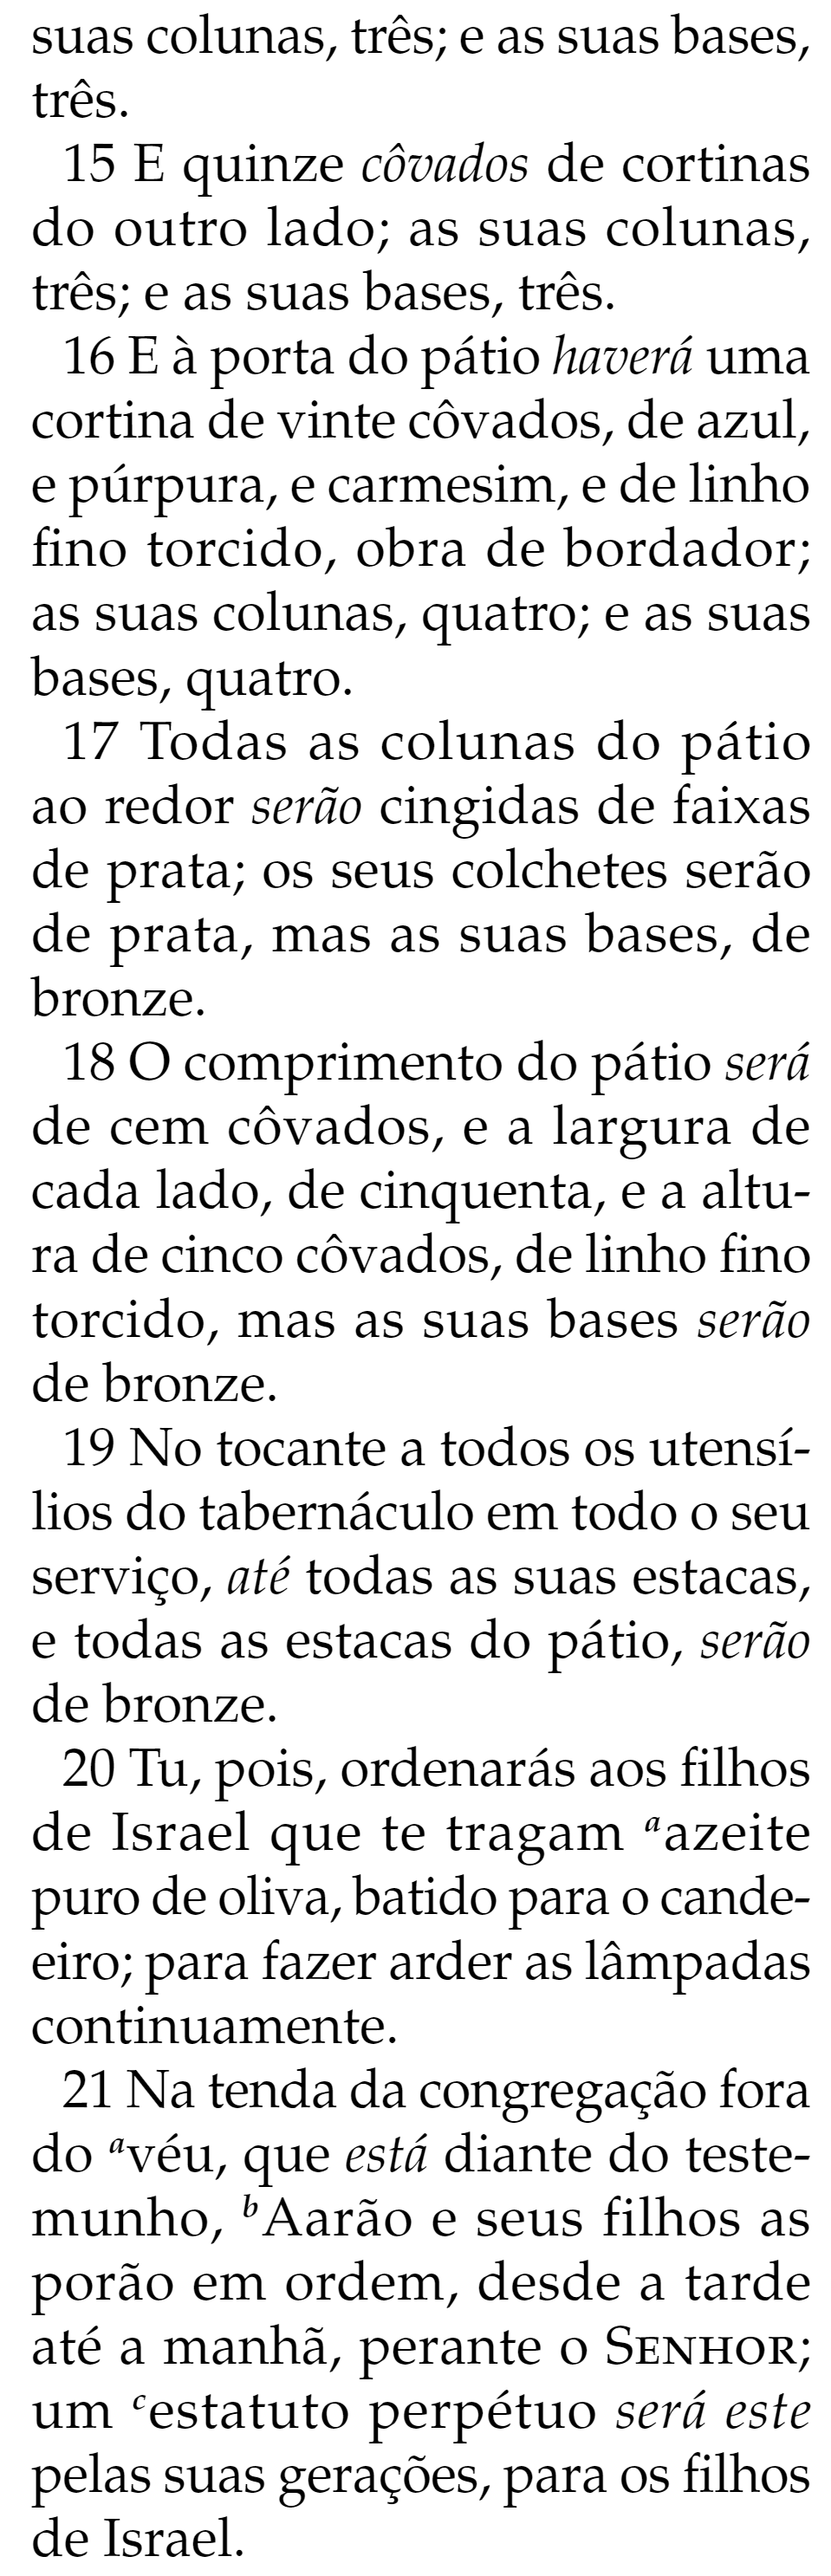 suas colunas, três; e as suas bases,
três.
15 E quinze côvados de cortinas
do outro lado; as suas colunas,
três; e as suas bases, três.
16 E à porta do pátio haverá uma
cortina de vinte côvados, de azul,
e púrpura, e carmesim, e de linho
fino torcido, obra de bordador;
as suas colunas, quatro; e as suas
bases, quatro.
17 Todas as colunas do pátio
ao redor serão cingidas de faixas
de prata; os seus colchetes serão
de prata, mas as suas bases, de
bronze.
18 O comprimento do pátio será
de cem côvados, e a largura de
cada lado, de cinquenta, e a altu-
ra de cinco côvados, de linho fino
torcido, mas as suas bases serão
de bronze.
19 No tocante a todos os utensí-
lios do tabernáculo em todo o seu
serviço, até todas as suas estacas,
e todas as estacas do pátio, serão
de bronze.
20 Tu, pois, ordenarás aos filhos
de Israel que te tragam aazeite
puro de oliva, batido para o cande-
eiro; para fazer arder as lâmpadas
continuamente.
21 Na tenda da congregação fora
do avéu, que está diante do teste-
munho, bAarão e seus filhos as
porão em ordem, desde a tarde
até a manhã, perante o SENHOR;
um cestatuto perpétuo será este
pelas suas gerações, para os filhos
de Israel.